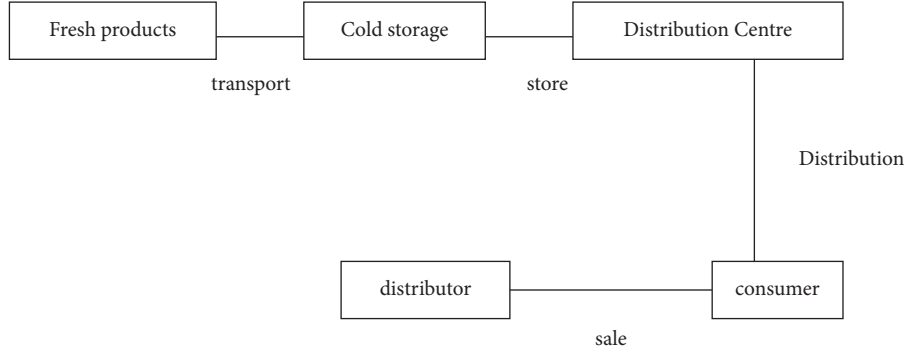 Fresh products
Cold storage
Distribution Centre
transport
store
Distribution
distributor
consumer
sale